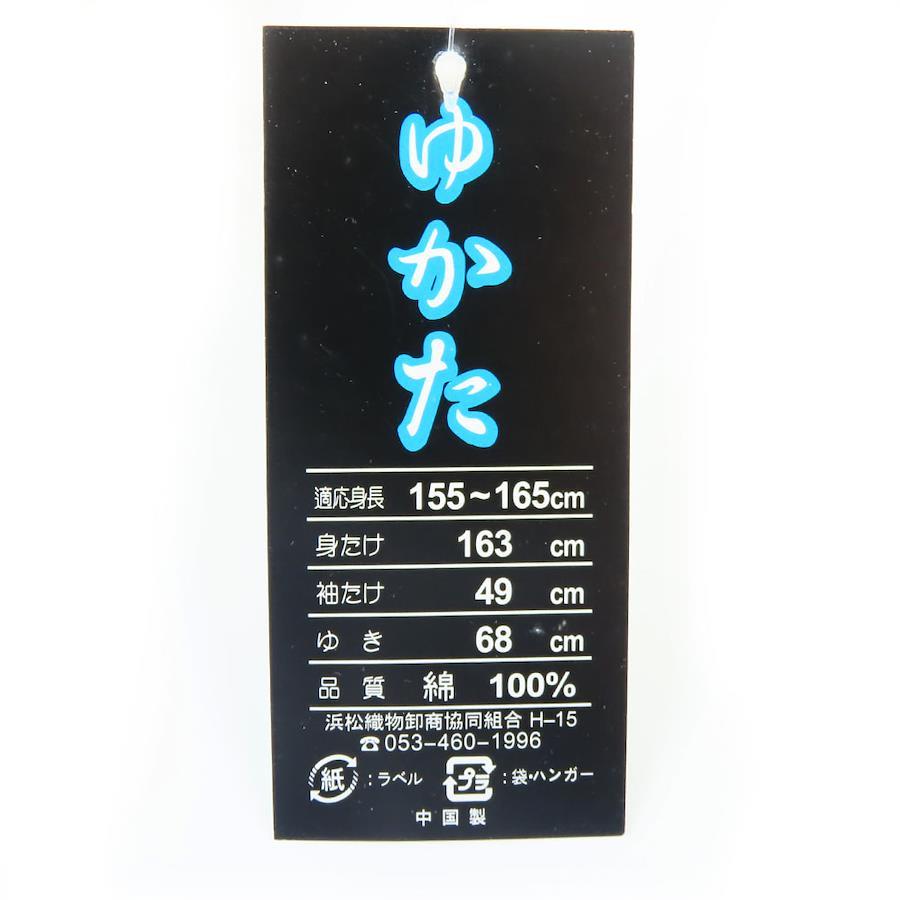 ゆかた
適応身長 155~165cm
身たけ 163 cm
袖たけ 49 cm
ゆき 68 cm
品質 綿 100%
浜松織物卸商協同組合 H-15
☎053-460-1996
紙:ラベル プラ:袋・ハンガー
中国製